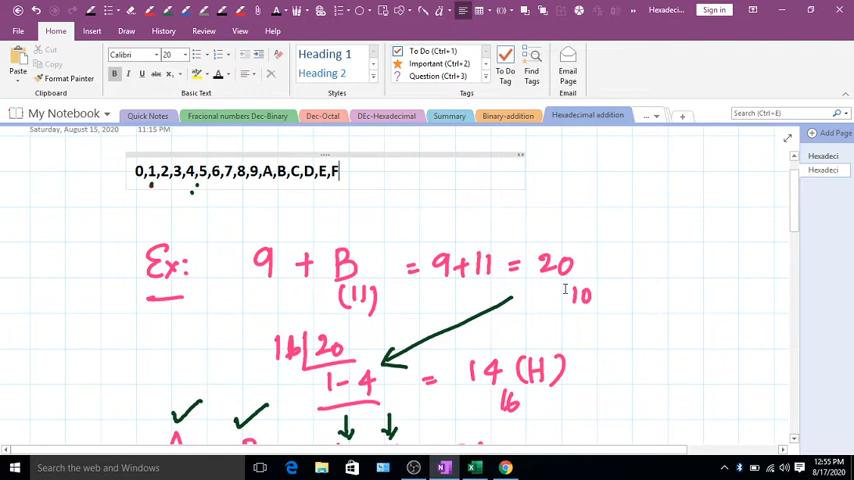 Hexadeci... Sign in
File Home Insert Draw History Review View Help
Paste Cut Copy Format Painter
Calibri 20
B I U
Heading 1
Heading 2
Styles
To Do (Ctrl+1)
Important (Ctrl+2)
Question (Ctrl+3)
To Do Tag
Find Tags
Email Page
Clipboard Basic Text Styles Tags Email
My Notebook Quick Notes Fracional numbers Dec-Binary Dec-Octal DEc-Hexadecimal Summary Binary-addition Hexadecimal addition ... Search (Ctrl+E)
Saturday, August 15, 2020 11:15 PM
Add Page
Hexadeci
Hexadeci
0,1,2,3,4,5,6,7,8,9,A,B,C,D,E,F
Ex: 9 + B = 9+11 = 20
(11) 10
16 20
1-4 = 14 (H)
16
A B
Search the web and Windows
12:55 PM
8/17/2020